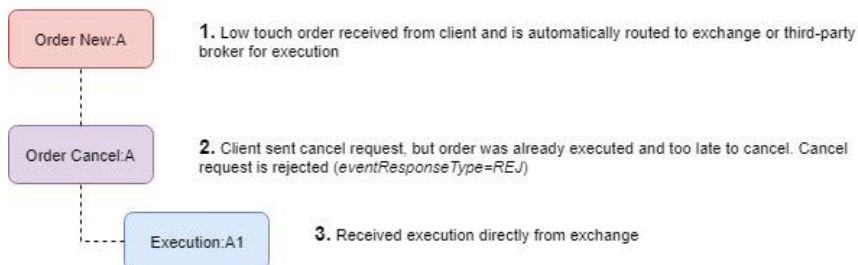 Order New:A
1. Low touch order received from client and is automatically routed to exchange or third-party
broker for execution
Order Cancel:A
2. Client sent cancel request, but order was already executed and too late to cancel. Cancel
request is rejected (eventResponseType=REJ)
Execution:A1
3. Received execution directly from exchange